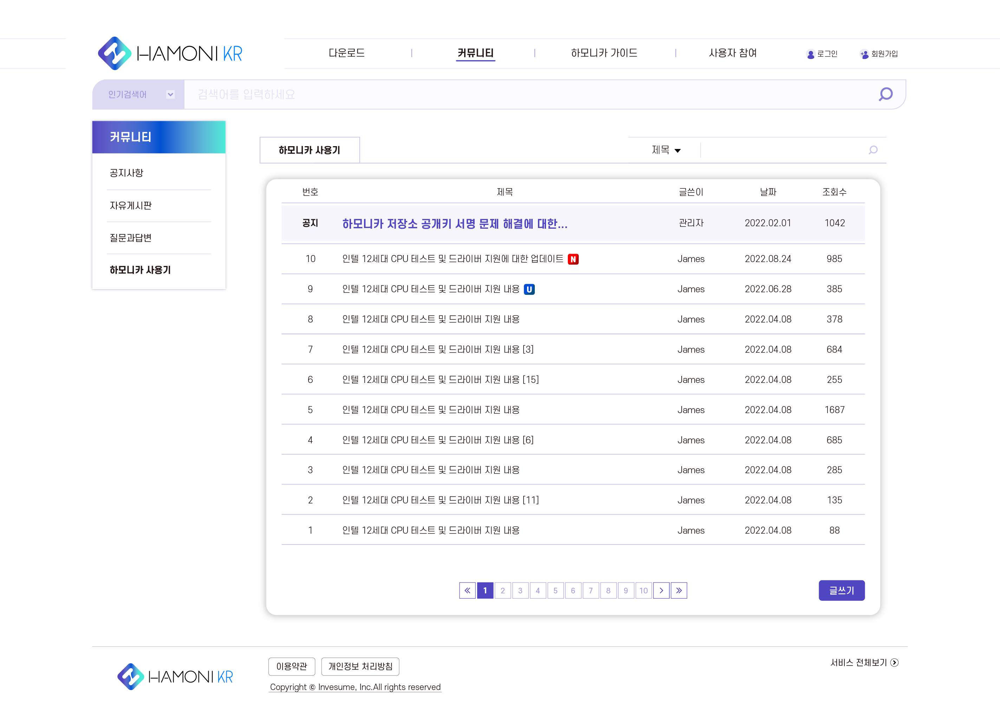 HAMONI KR
다운로드 커뮤니티 하모니카 가이드 사용자 참여 로그인 회원가입
인기검색어 검색어를 입력하세요
커뮤니티
공지사항
자유게시판
질문과답변
하모니카 사용기
하모니카 사용기 제목
번호 제목 글쓴이 날짜 조회수
공지 하모니카 저장소 공개키 서명 문제 해결에 대한... 관리자 2022.02.01 1042
10 인텔 12세대 CPU 테스트 및 드라이버 지원에 대한 업데이트 N James 2022.08.24 985
9 인텔 12세대 CPU 테스트 및 드라이버 지원 내용 U James 2022.06.28 385
8 인텔 12세대 CPU 테스트 및 드라이버 지원 내용 James 2022.04.08 378
7 인텔 12세대 CPU 테스트 및 드라이버 지원 내용 [3] James 2022.04.08 684
6 인텔 12세대 CPU 테스트 및 드라이버 지원 내용 [15] James 2022.04.08 255
5 인텔 12세대 CPU 테스트 및 드라이버 지원 내용 James 2022.04.08 1687
4 인텔 12세대 CPU 테스트 및 드라이버 지원 내용 [6] James 2022.04.08 685
3 인텔 12세대 CPU 테스트 및 드라이버 지원 내용 James 2022.04.08 285
2 인텔 12세대 CPU 테스트 및 드라이버 지원 내용 [11] James 2022.04.08 135
1 인텔 12세대 CPU 테스트 및 드라이버 지원 내용 James 2022.04.08 88
« 1 2 3 4 5 6 7 8 9 10 > » 글쓰기
HAMONI KR
이용약관 개인정보 처리방침 서비스 전체보기
Copyright © Invesume, Inc.All rights reserved